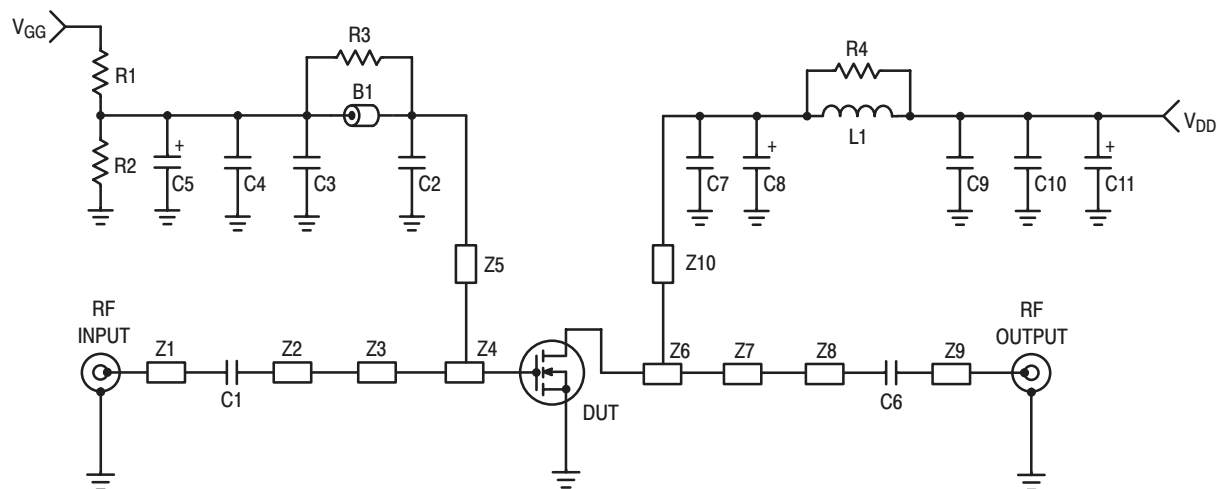 VGG
R1
R2
R3
B1
+
C5
C4
C3
C2
R4
L1
VDD
C7
+
C8
C9
C10
+
C11
Z5
Z10
RF
INPUT
Z1
C1
Z2
Z3
Z4
DUT
Z6
Z7
Z8
C6
Z9
RF
OUTPUT